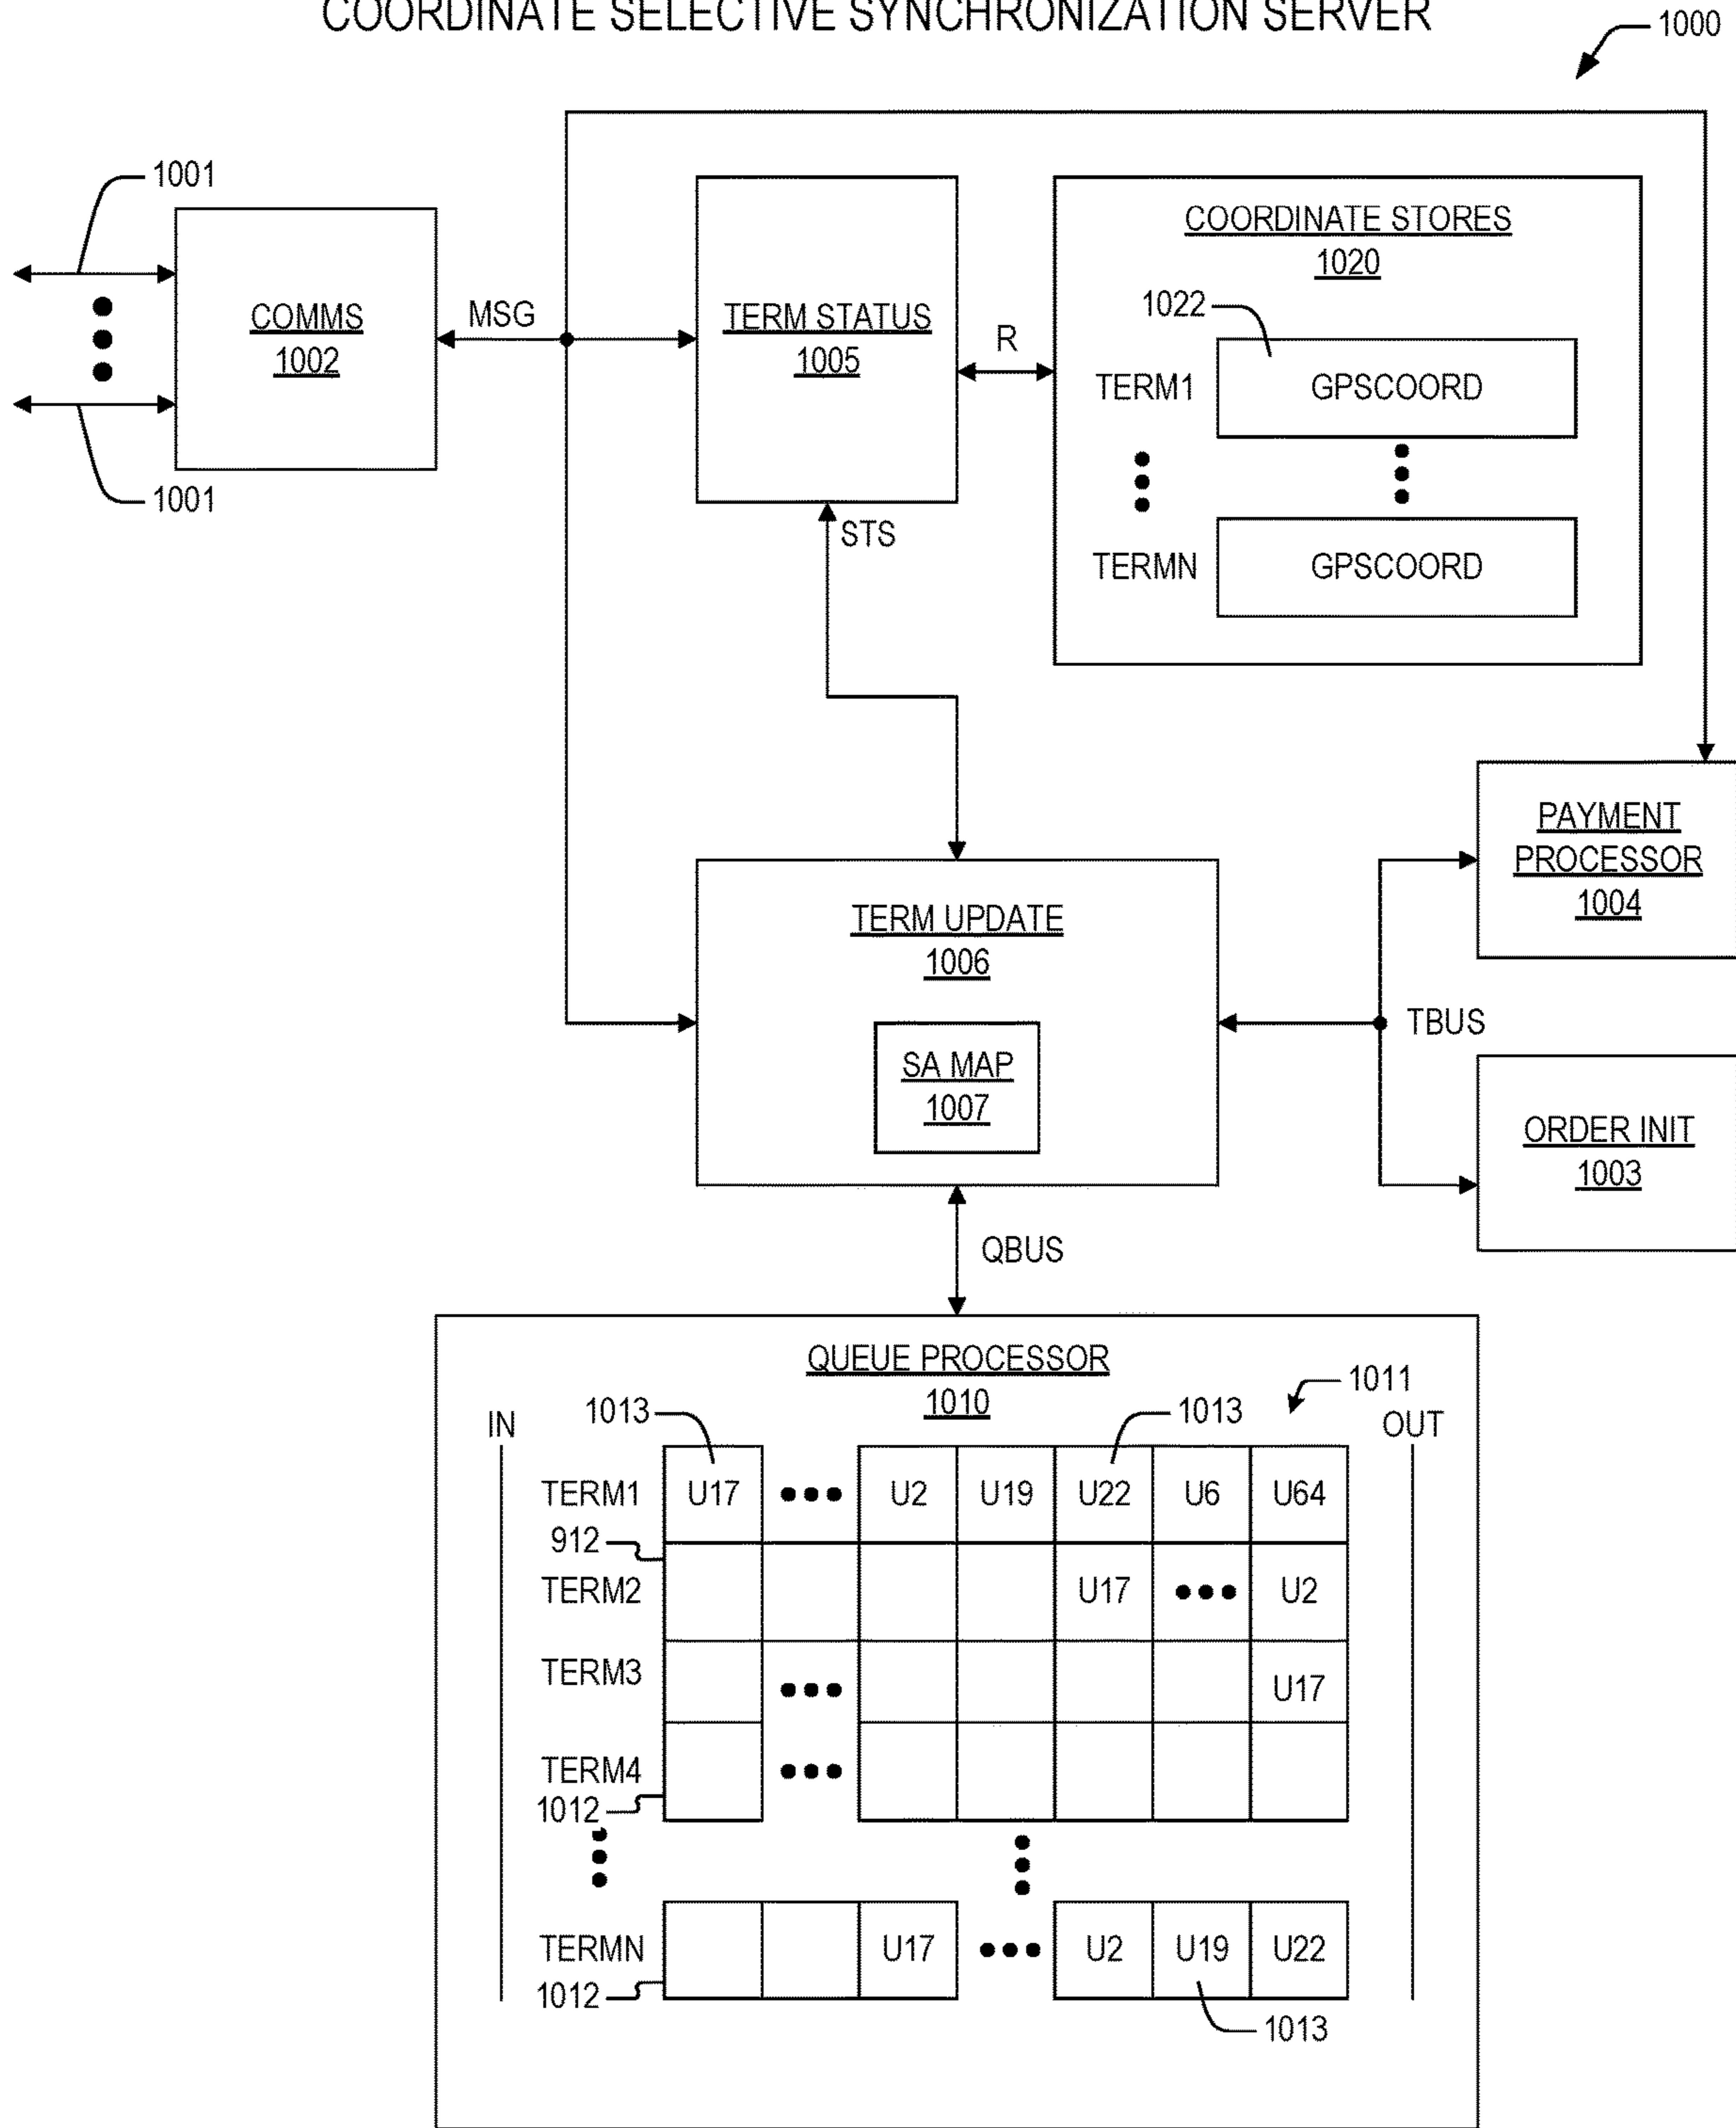 COORDINATE SELECTIVE SYNCHRONIZATION SERVER
1000
1001
COMMS
1002
1001
MSG
TERM STATUS
1005
R
COORDINATE STORES
1020
1022
TERM1 GPSCOORD
TERMN GPSCOORD
STS
PAYMENT
PROCESSOR
1004
TERM UPDATE
1006
SA MAP
1007
TBUS
ORDER INIT
1003
QBUS
QUEUE PROCESSOR
1010
1011
1013
1013
IN
OUT
TERM1 U17 U2 U19 U22 U6 U64
912
TERM2 U17 U2
TERM3 U17
TERM4
1012
TERMN U17 U2 U19 U22
1012
1013